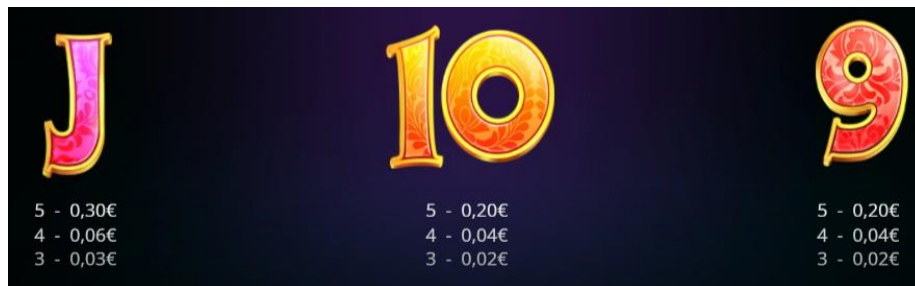 J 10 9
5 - 0,30€ 5 - 0,20€ 5 - 0,20€
4 - 0,06€ 4 - 0,04€ 4 - 0,04€
3 - 0,03€ 3 - 0,02€ 3 - 0,02€